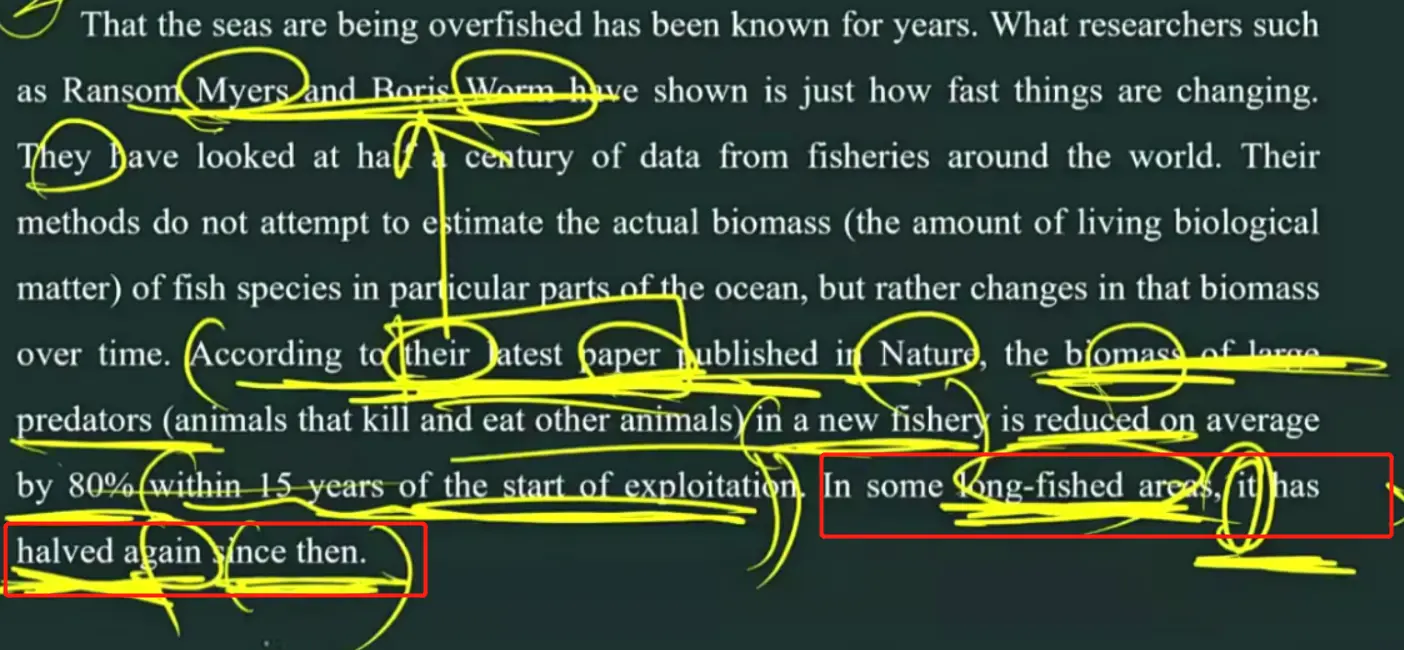 That the seas are being overfished has been known for years. What researchers such
as Ransom Myers and Boris Worm have shown is just how fast things are changing.
They have looked at half a century of data from fisheries around the world. Their
methods do not attempt to estimate the actual biomass (the amount of living biological
matter) of fish species in particular parts of the ocean, but rather changes in that biomass
over time. According to their latest paper published in Nature, the biomass of large
predators (animals that kill and eat other animals) in a new fishery is reduced on average
by 80% within 15 years of the start of exploitation. In some long-fished areas, it has
halved again since then.